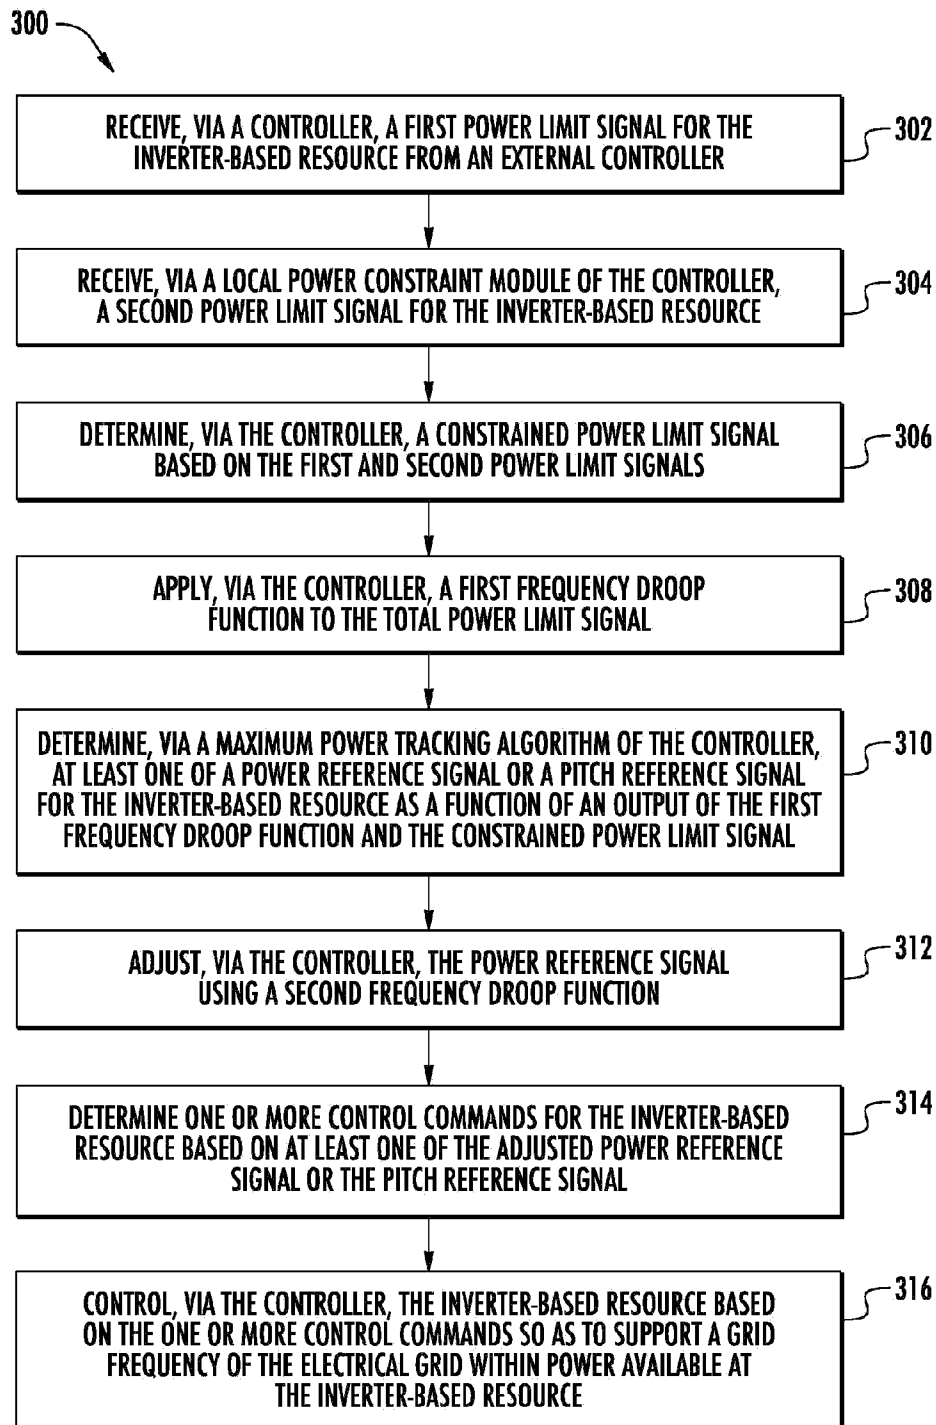 300
RECEIVE, VIA A CONTROLLER, A FIRST POWER LIMIT SIGNAL FOR THE
INVERTER-BASED RESOURCE FROM AN EXTERNAL CONTROLLER
302
RECEIVE, VIA A LOCAL POWER CONSTRAINT MODULE OF THE CONTROLLER,
A SECOND POWER LIMIT SIGNAL FOR THE INVERTER-BASED RESOURCE
304
DETERMINE, VIA THE CONTROLLER, A CONSTRAINED POWER LIMIT SIGNAL
BASED ON THE FIRST AND SECOND POWER LIMIT SIGNALS
306
APPLY, VIA THE CONTROLLER, A FIRST FREQUENCY DROOP
FUNCTION TO THE TOTAL POWER LIMIT SIGNAL
308
DETERMINE, VIA A MAXIMUM POWER TRACKING ALGORITHM OF THE CONTROLLER,
AT LEAST ONE OF A POWER REFERENCE SIGNAL OR A PITCH REFERENCE SIGNAL
FOR THE INVERTER-BASED RESOURCE AS A FUNCTION OF AN OUTPUT OF THE FIRST
FREQUENCY DROOP FUNCTION AND THE CONSTRAINED POWER LIMIT SIGNAL
310
ADJUST, VIA THE CONTROLLER, THE POWER REFERENCE SIGNAL
USING A SECOND FREQUENCY DROOP FUNCTION
312
DETERMINE ONE OR MORE CONTROL COMMANDS FOR THE INVERTER-BASED
RESOURCE BASED ON AT LEAST ONE OF THE ADJUSTED POWER REFERENCE
SIGNAL OR THE PITCH REFERENCE SIGNAL
314
CONTROL, VIA THE CONTROLLER, THE INVERTER-BASED RESOURCE BASED
ON THE ONE OR MORE CONTROL COMMANDS SO AS TO SUPPORT A GRID
FREQUENCY OF THE ELECTRICAL GRID WITHIN POWER AVAILABLE AT
THE INVERTER-BASED RESOURCE
316